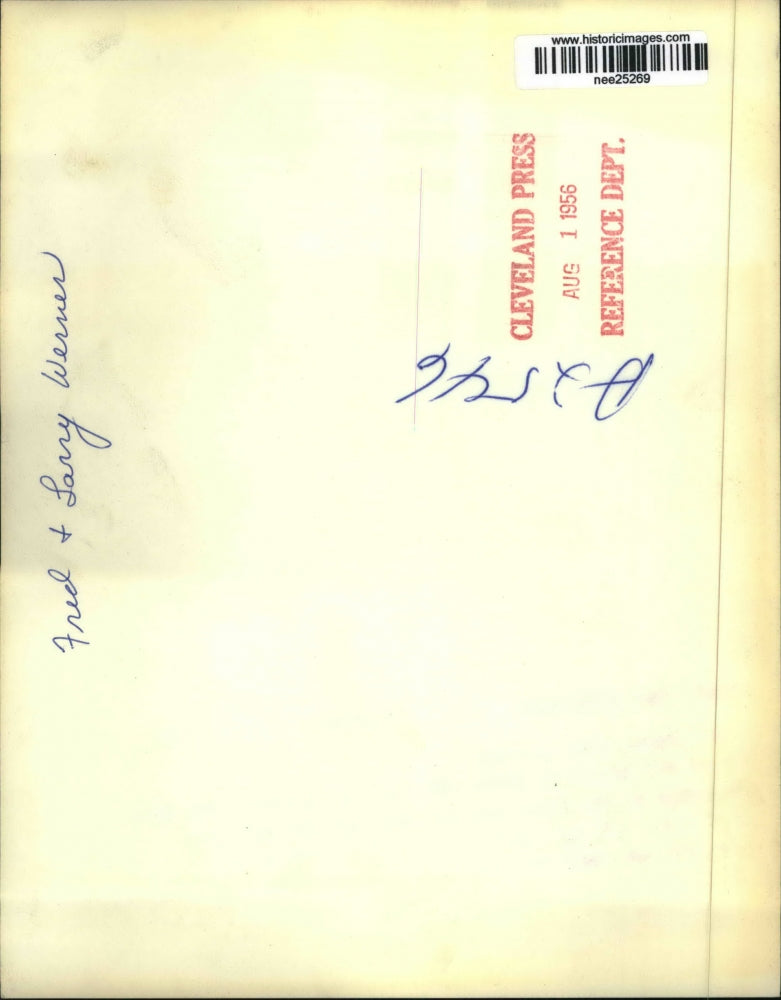 www.historicimages.com
nee25269
CLEVELAND PRESS
AUG 1 1956
REFERENCE DEPT.
Fred + Larry Werner